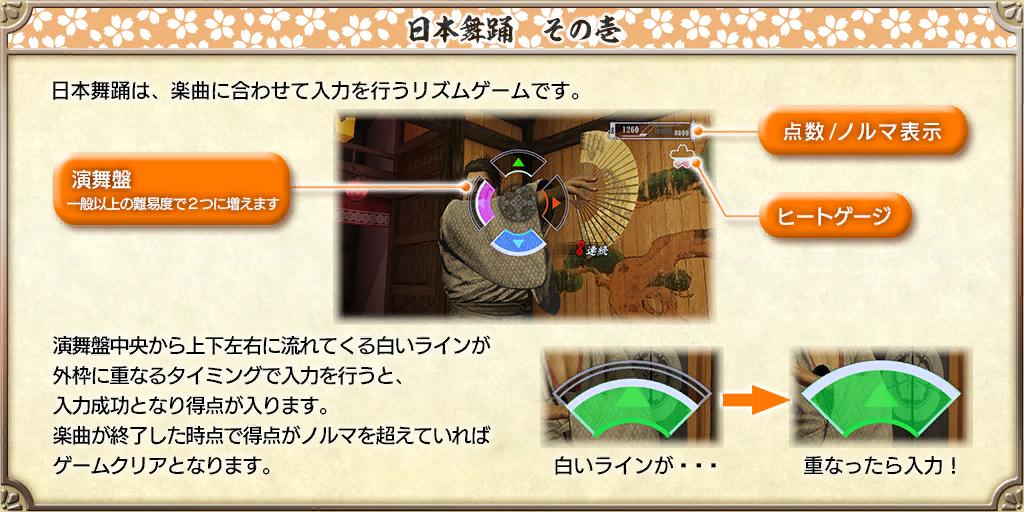 日本舞踊 その壱
日本舞踊は、楽曲に合わせて入力を行うリズムゲームです。
1260
8000
点数/ノルマ表示
演舞盤
一般以上の難易度で2つに増えます
ヒートゲージ
8連続
演舞盤中央から上下左右に流れてくる白いラインが
外枠に重なるタイミングで入力を行うと、
入力成功となり得点が入ります。
楽曲が終了した時点で得点がノルマを超えていれば
ゲームクリアとなります。
白いラインが・・・
重なったら入力！